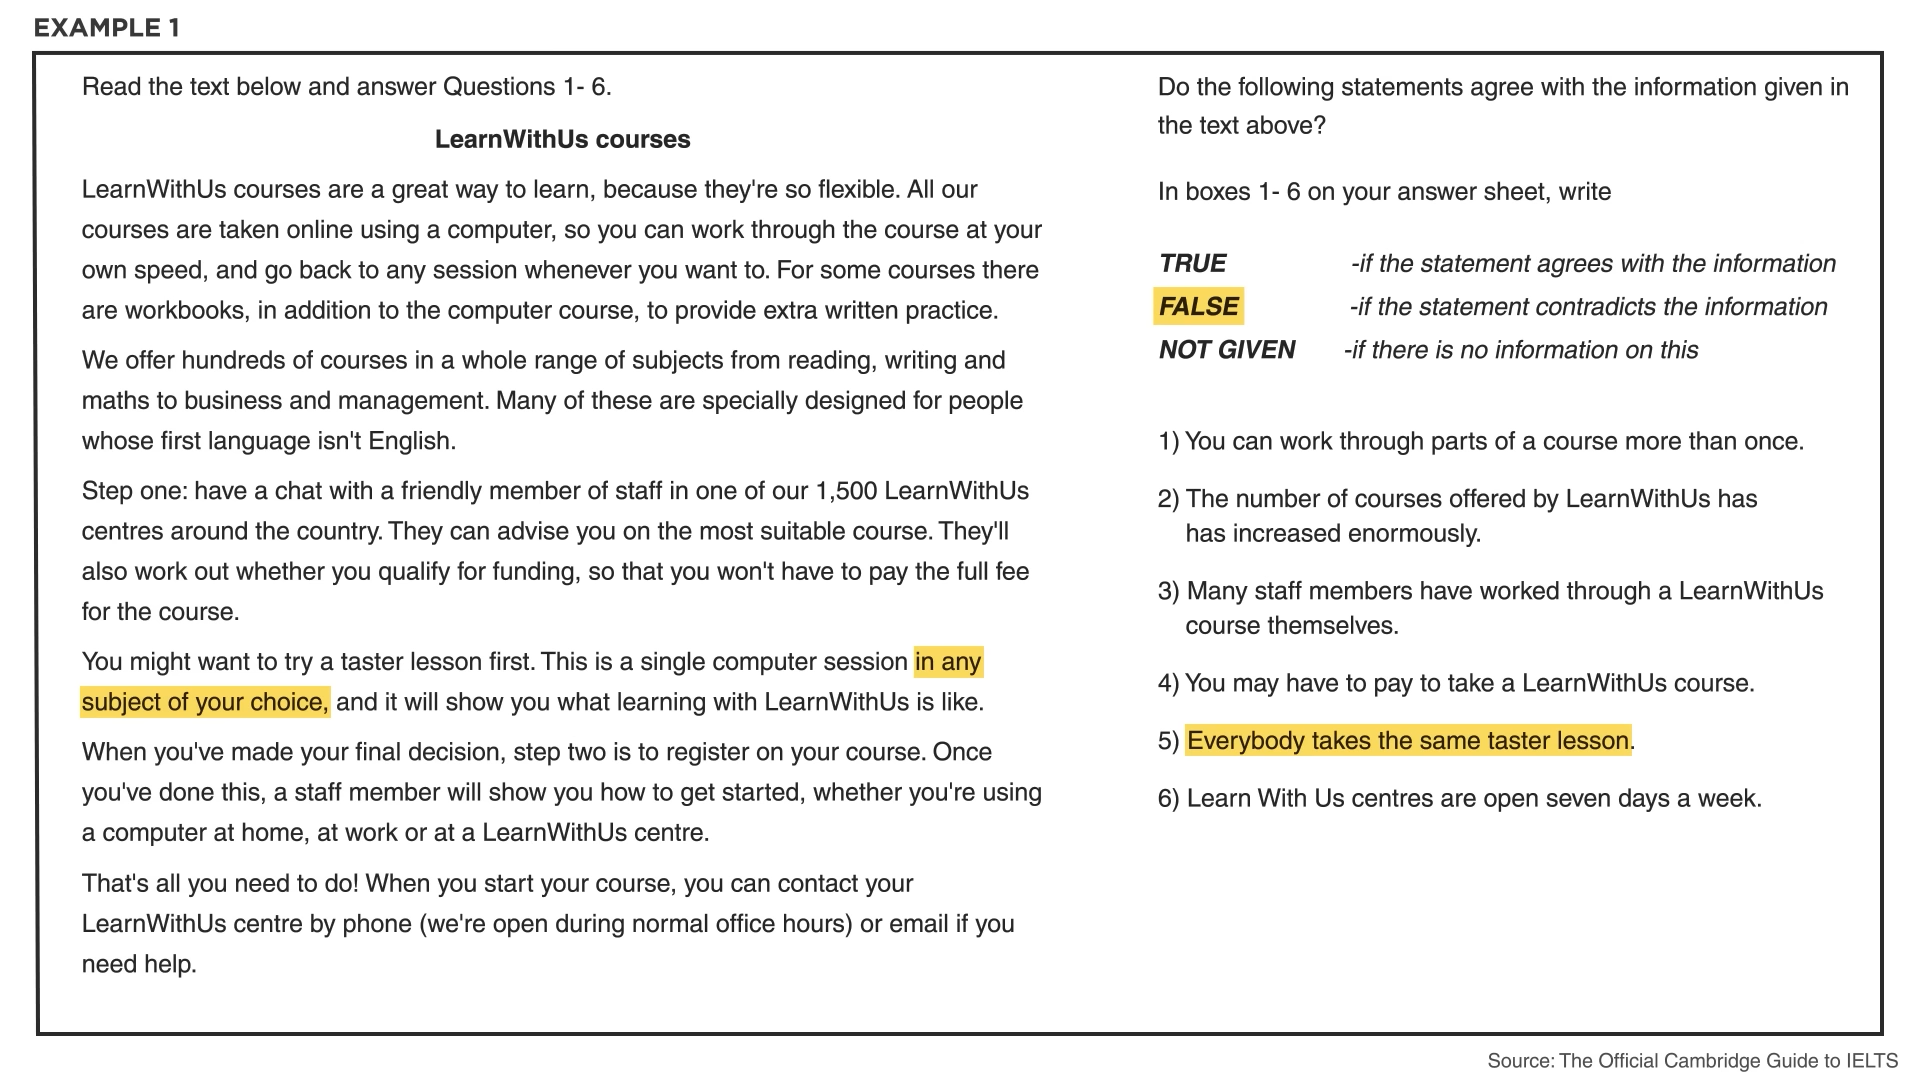 EXAMPLE 1
Read the text below and answer Questions 1- 6.
LearnWithUs courses
LearnWithUs courses are a great way to learn, because they're so flexible. All our
courses are taken online using a computer, so you can work through the course at your
own speed, and go back to any session whenever you want to. For some courses there
are workbooks, in addition to the computer course, to provide extra written practice.
We offer hundreds of courses in a whole range of subjects from reading, writing and
maths to business and management. Many of these are specially designed for people
whose first language isn't English.
Step one: have a chat with a friendly member of staff in one of our 1,500 LearnWithUs
centres around the country. They can advise you on the most suitable course. They'll
also work out whether you qualify for funding, so that you won't have to pay the full fee
for the course.
You might want to try a taster lesson first. This is a single computer session in any
subject of your choice, and it will show you what learning with LearnWithUs is like.
When you've made your final decision, step two is to register on your course. Once
you've done this, a staff member will show you how to get started, whether you're using
a computer at home, at work or at a LearnWithUs centre.
That's all you need to do! When you start your course, you can contact your
LearnWithUs centre by phone (we're open during normal office hours) or email if you
need help.
Do the following statements agree with the information given in
the text above?
In boxes 1- 6 on your answer sheet, write
TRUE -if the statement agrees with the information
FALSE -if the statement contradicts the information
NOT GIVEN -if there is no information on this
1) You can work through parts of a course more than once.
2) The number of courses offered by LearnWithUs has
has increased enormously.
3) Many staff members have worked through a LearnWithUs
course themselves.
4) You may have to pay to take a LearnWithUs course.
5) Everybody takes the same taster lesson.
6) Learn With Us centres are open seven days a week.
Source: The Official Cambridge Guide to IELTS